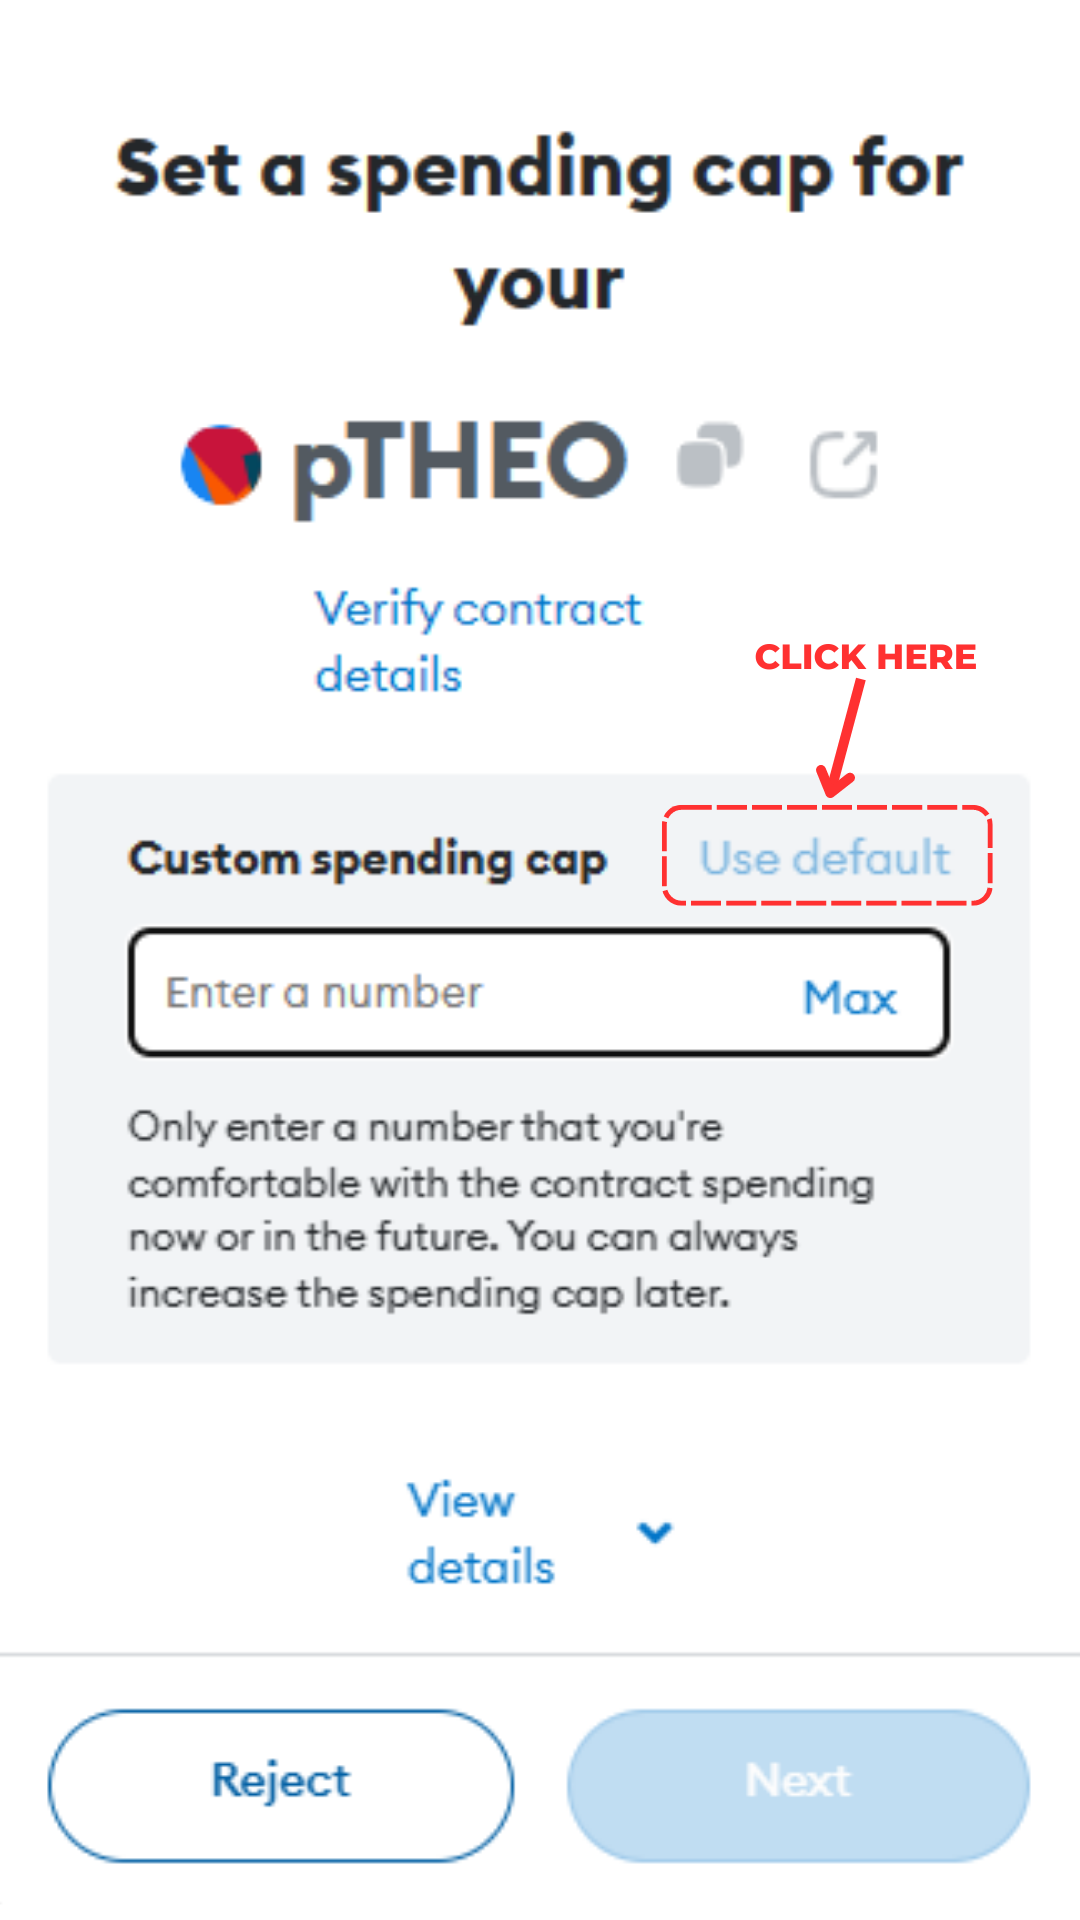 Set a spending cap for
your
pTHEO
Verify contract
details
CLICK HERE
Custom spending cap
Use default
Enter a number
Max
Only enter a number that you're
comfortable with the contract spending
now or in the future. You can always
increase the spending cap later.
View
details
Reject
Next